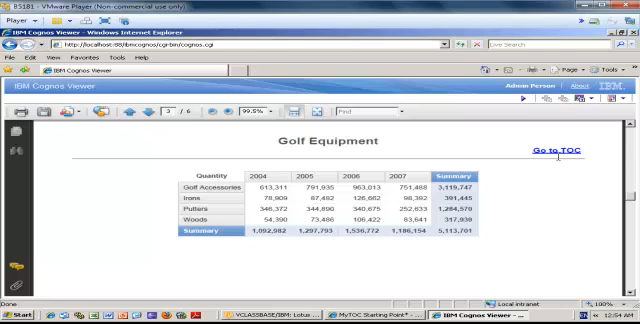 B5181 - VMware Player (Non-commercial use only)
Player
IBM Cognos Viewer - Windows Internet Explorer
http://localhost:88/ibmcognos/cgi-bin/cognos.cgi
Live Search
File Edit View Favorites Tools Help
IBM Cognos Viewer
Page Tools
IBM Cognos Viewer Admin Person About IBM.
3 / 6 99.5% Find
Golf Equipment
Go to TOC
Quantity 2004 2005 2006 2007 Summary
Golf Accessories 613,311 791,935 963,013 751,488 3,119,747
Irons 78,909 87,482 126,662 98,392 391,445
Putters 346,372 344,890 340,675 252,633 1,284,570
Woods 54,390 73,486 106,422 83,641 317,939
Summary 1,092,982 1,297,793 1,536,772 1,186,154 5,113,701
Done Local intranet 100%
Start VCLASSBASE/IBM: Lotus MyTOC Starting Point* - IBM Cognos Viewer - ... EN 12:54 AM